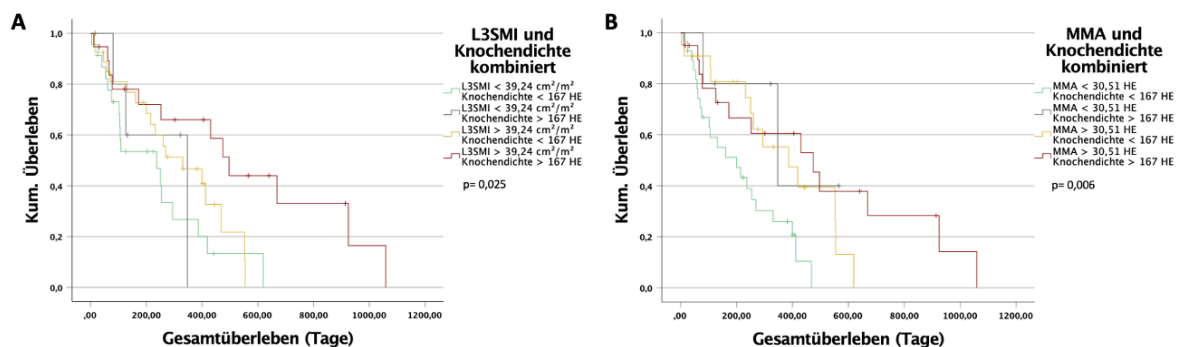 A
Kum. Überleben
1,0
0,8
0,6
0,4
0,2
0,0
,00
200,00
400,00
600,00
800,00
1000,00
1200,00
Gesamtüberleben (Tage)
L3SMI und
Knochendichte
kombiniert
L3SMI < 39,24 cm²/m²
Knochendichte < 167 HE
L3SMI < 39,24 cm²/m²
Knochendichte > 167 HE
L3SMI > 39,24 cm²/m²
Knochendichte < 167 HE
L3SMI > 39,24 cm²/m²
Knochendichte > 167 HE
p= 0,025
B
Kum. Überleben
1,0
0,8
0,6
0,4
0,2
0,0
,00
200,00
400,00
600,00
800,00
1000,00
1200,00
Gesamtüberleben (Tage)
MMA und
Knochendichte
kombiniert
MMA < 30,51 HE
Knochendichte < 167 HE
MMA < 30,51 HE
Knochendichte > 167 HE
MMA > 30,51 HE
Knochendichte < 167 HE
MMA > 30,51 HE
Knochendichte > 167 HE
p= 0,006